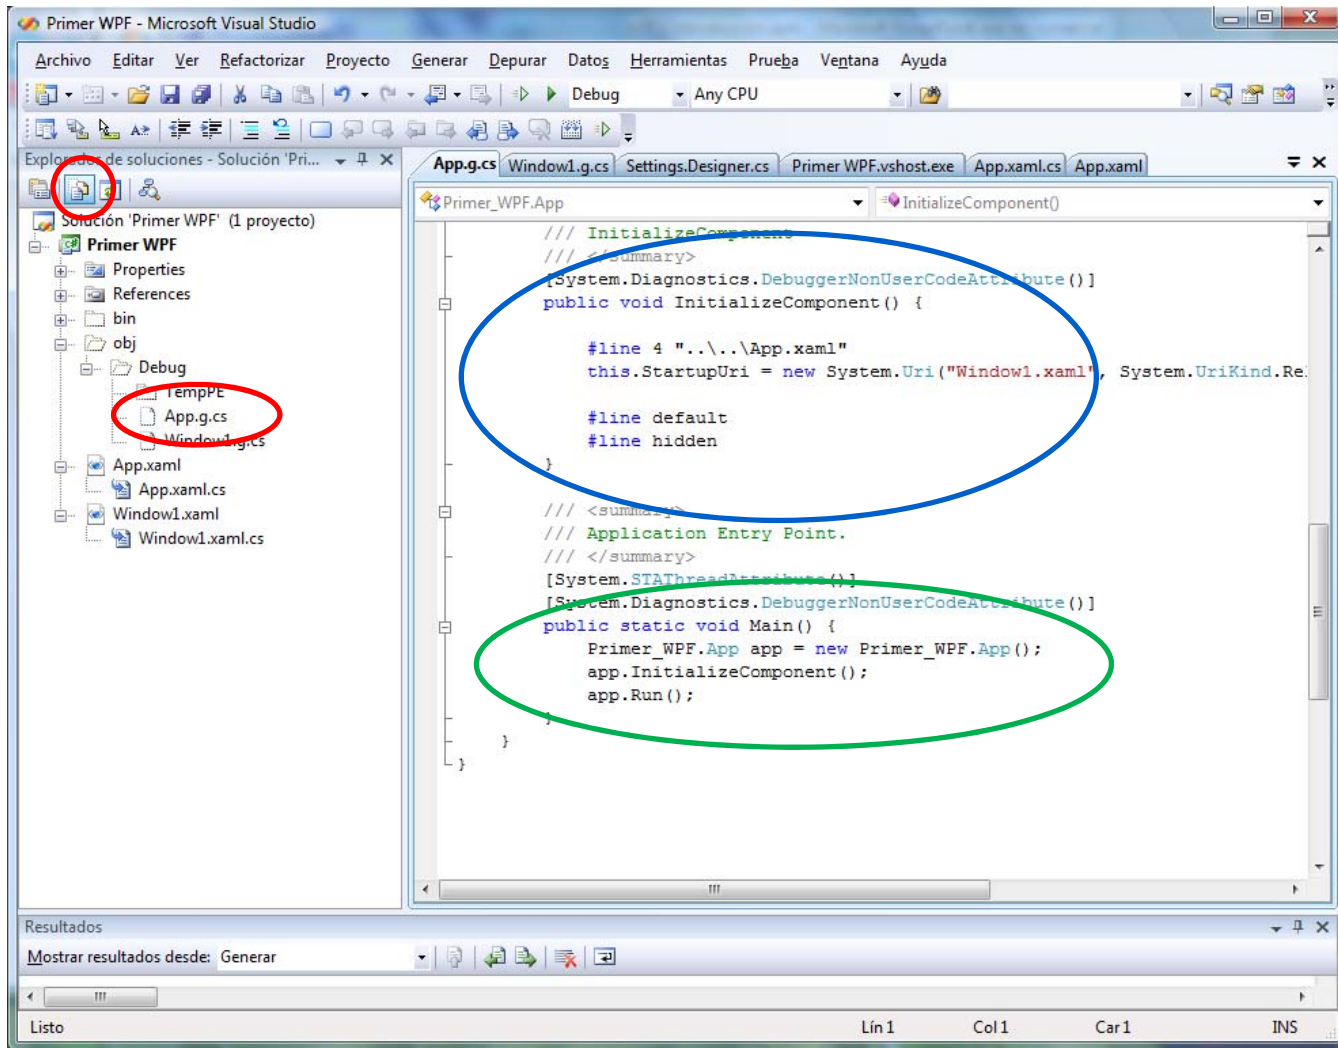 Primer WPF - Microsoft Visual Studio
Archivo Editar Ver Refactorizar Proyecto Generar Depurar Datos Herramientas Prueba Ventana Ayuda
Debug Any CPU
Explorador de soluciones - Solución 'Pri...
App.g.cs Window1.g.cs Settings.Designer.cs Primer WPF.vshost.exe App.xaml.cs App.xaml
Primer_WPF.App InitializeComponent()
Solución 'Primer WPF' (1 proyecto)
Primer WPF
Properties
References
bin
obj
Debug
TempPE
App.g.cs
Window1.g.cs
App.xaml
App.xaml.cs
Window1.xaml
Window1.xaml.cs
/// InitializeComponent
/// </summary>
[System.Diagnostics.DebuggerNonUserCodeAttribute()]
public void InitializeComponent() {
#line 4 "..\..\App.xaml"
this.StartupUri = new System.Uri("Window1.xaml", System.UriKind.Re
#line default
#line hidden
}
/// <summary>
/// Application Entry Point.
/// </summary>
[System.STAThreadAttribute()]
[System.Diagnostics.DebuggerNonUserCodeAttribute()]
public static void Main() {
Primer_WPF.App app = new Primer_WPF.App();
app.InitializeComponent();
app.Run();
}
}
}
Resultados
Mostrar resultados desde: Generar
Listo Lín 1 Col 1 Car 1 INS